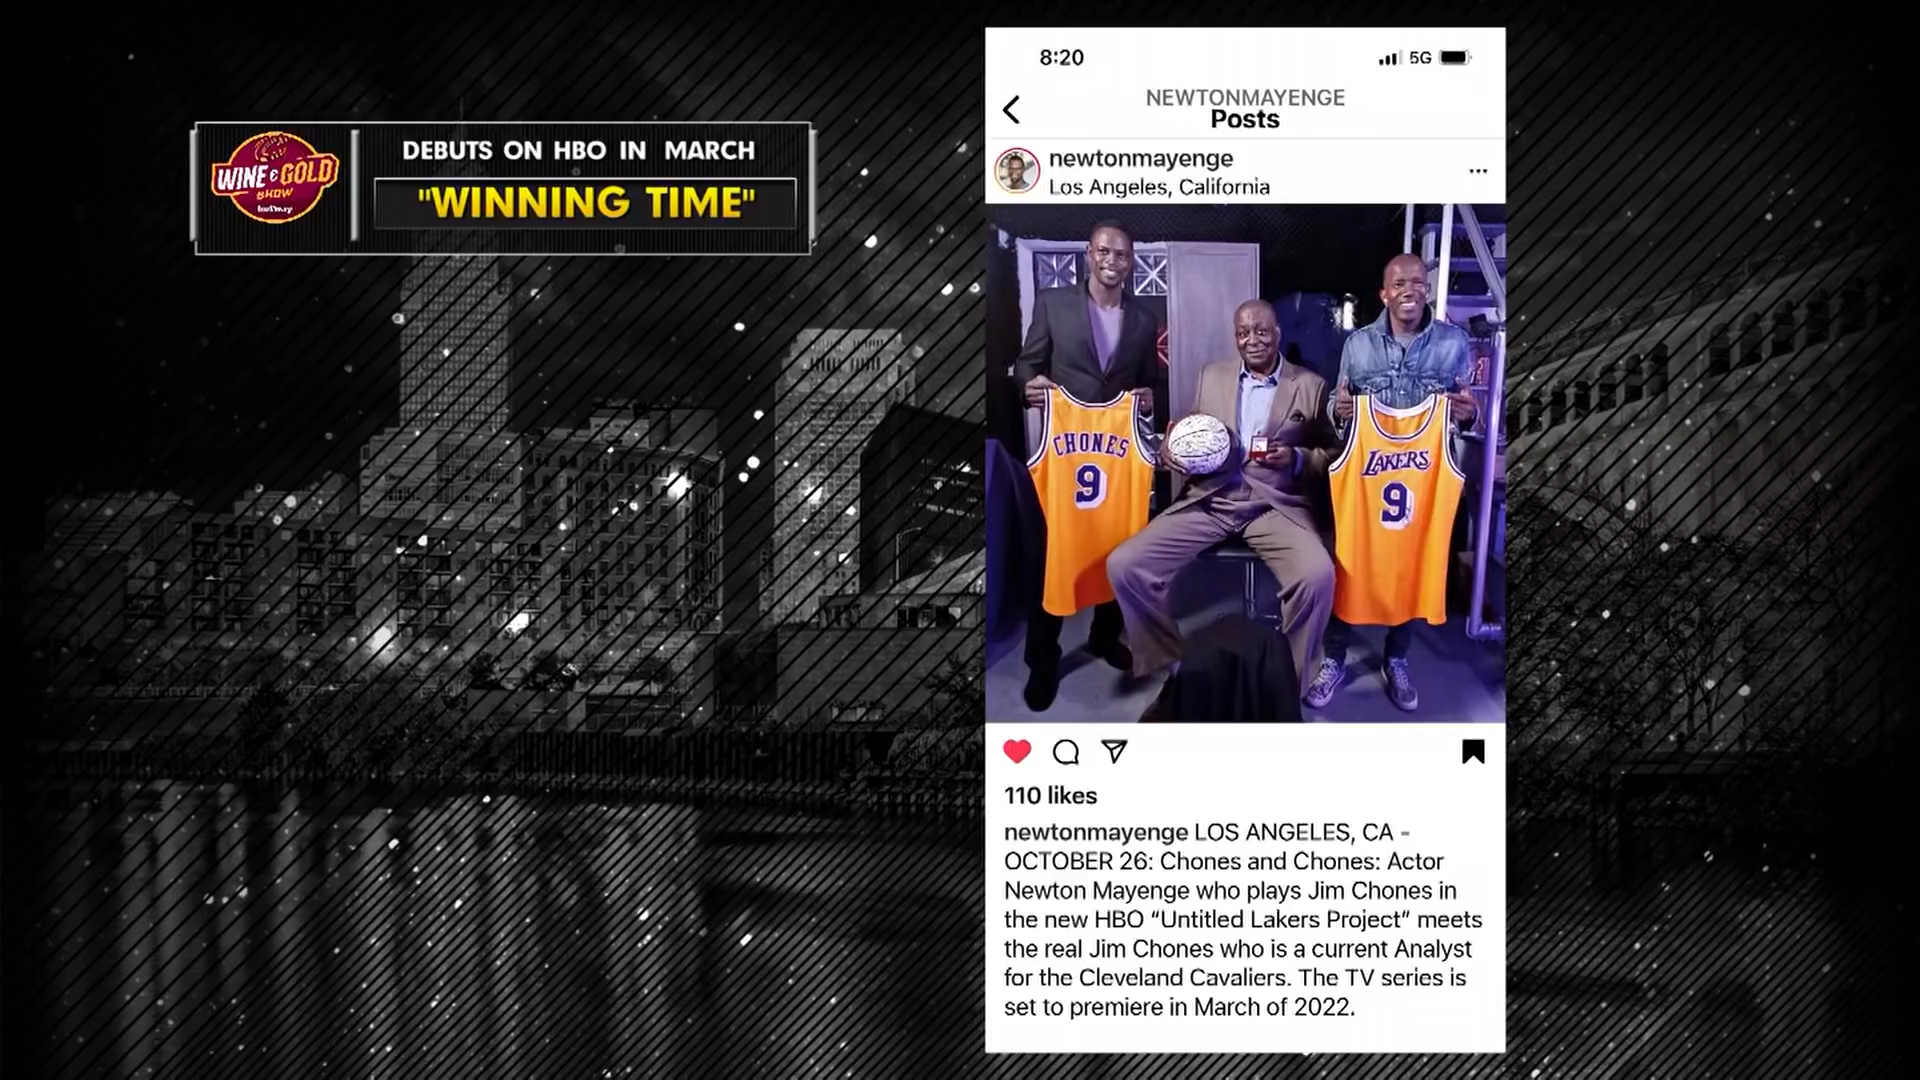 WINE & GOLD
SHOW
DEBUTS ON HBO IN MARCH
"WINNING TIME"
8:20
5G
NEWTONMAYENGE
Posts
newtonmayenge
Los Angeles, California
CHONES
9
LAKERS
9
110 likes
newtonmayenge LOS ANGELES, CA -
OCTOBER 26: Chones and Chones: Actor
Newton Mayenge who plays Jim Chones in
the new HBO “Untitled Lakers Project” meets
the real Jim Chones who is a current Analyst
for the Cleveland Cavaliers. The TV series is
set to premiere in March of 2022.